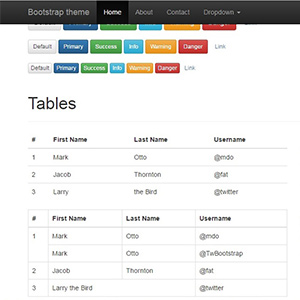 Bootstrap theme Home About Contact Dropdown
Default Primary Success Info Warning Danger Link
Default Primary Success Info Warning Danger Link
Tables
# First Name Last Name Username
1 Mark Otto @mdo
2 Jacob Thornton @fat
3 Larry the Bird @twitter
# First Name Last Name Username
1 Mark Otto @mdo
Mark Otto @TwBootstrap
2 Jacob Thornton @fat
3 Larry the Bird @twitter